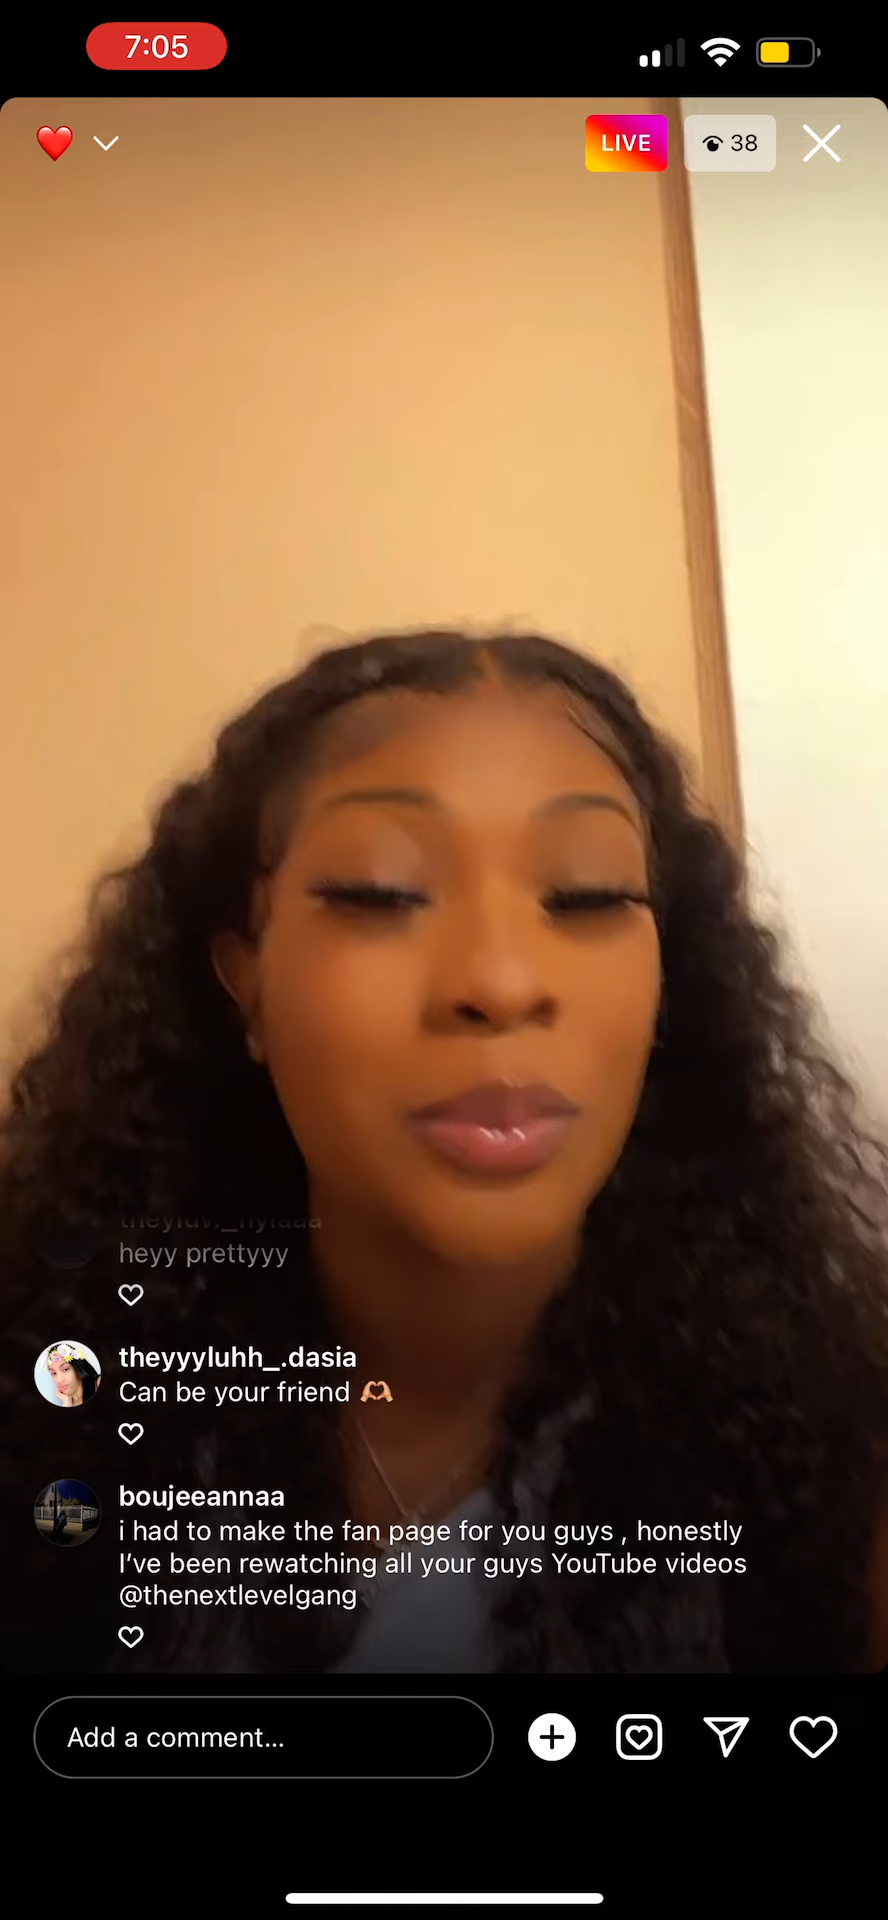 7:05
LIVE
38
heyy prettyyy
theyyyluhh_.dasia
Can be your friend 🫶🏼
boujeeannaa
i had to make the fan page for you guys , honestly
I’ve been rewatching all your guys YouTube videos
@thenextlevelgang
Add a comment...